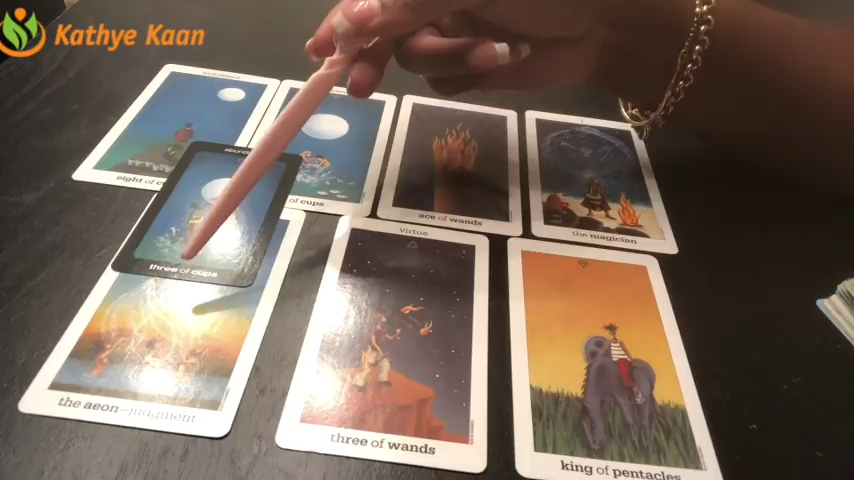 Kathye Kaan
eight of
of cups
ace of wands
I
the magician
three of cups
the aeon—judgment
virtue
three of wands
king of pentacles